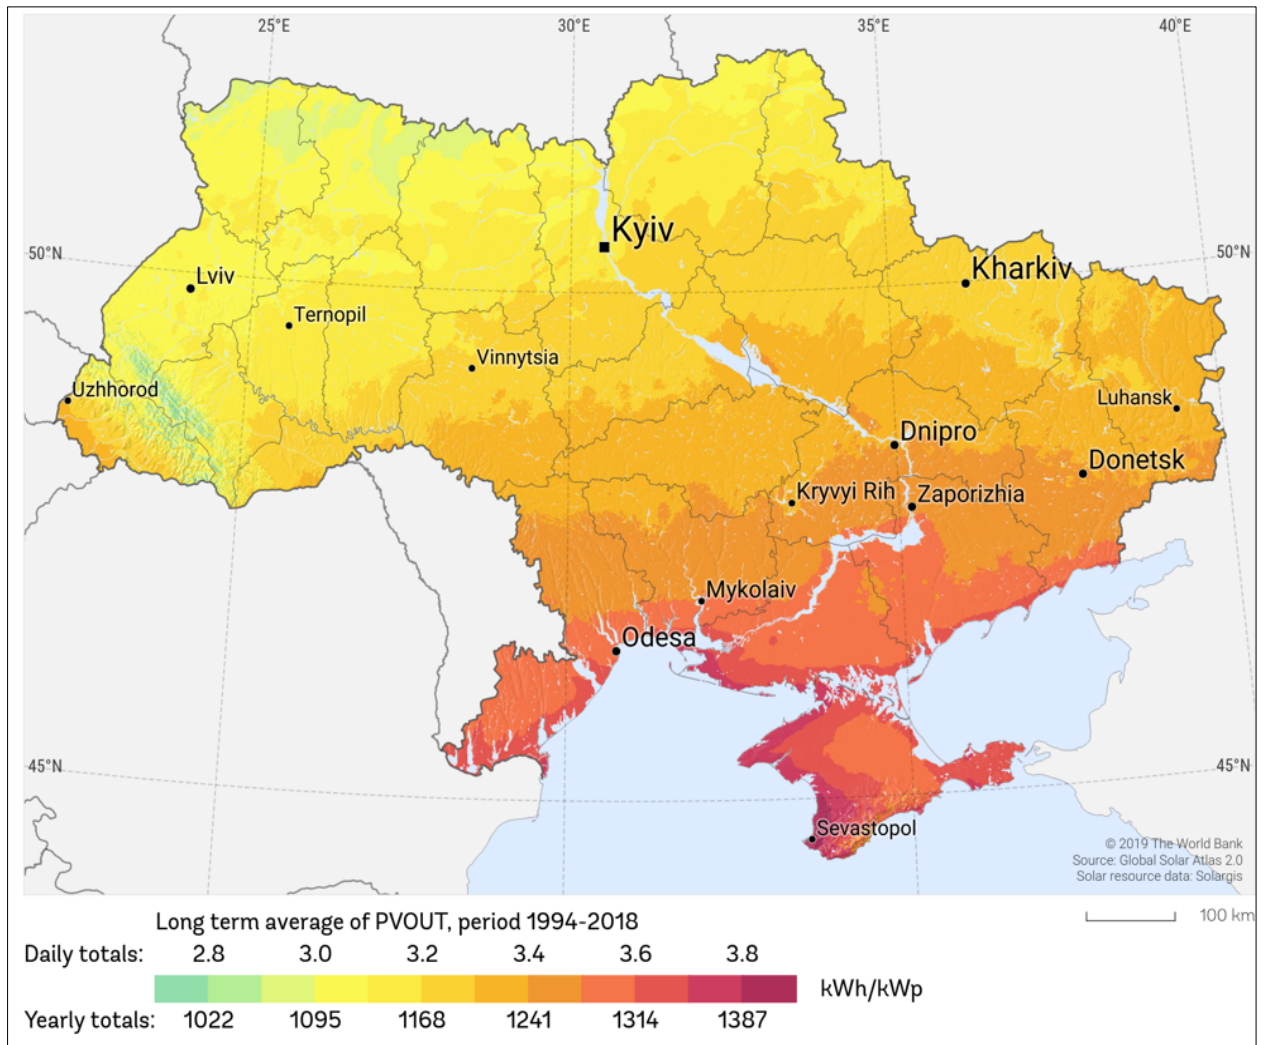 25°E 30°E 35°E 40°E
Kyiv
50°N 50°N
Kharkiv
Lviv
Ternopil
Vinnytsia
Uzhhorod
Luhansk
Dnipro
Donetsk
Kryvyi Rih Zaporizhia
Mykolaiv
Odesa
45°N 45°N
Sevastopol
© 2019 The World Bank
Source: Global Solar Atlas 2.0
Solar resource data: Solargis
100 km
Long term average of PVOUT, period 1994-2018
Daily totals: 2.8 3.0 3.2 3.4 3.6 3.8
kWh/kWp
Yearly totals: 1022 1095 1168 1241 1314 1387